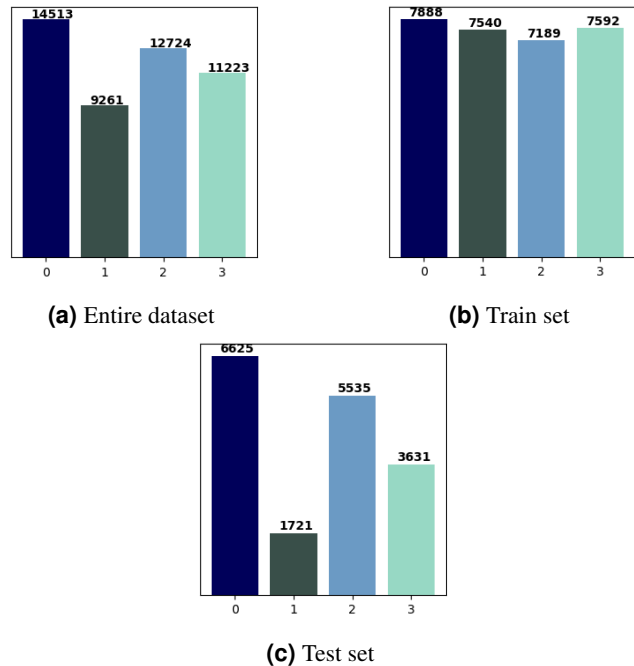 14513
12724
11223
9261
0 1 2 3
(a) Entire dataset
7888
7540
7189
7592
0 1 2 3
(b) Train set
6625
5535
3631
1721
0 1 2 3
(c) Test set